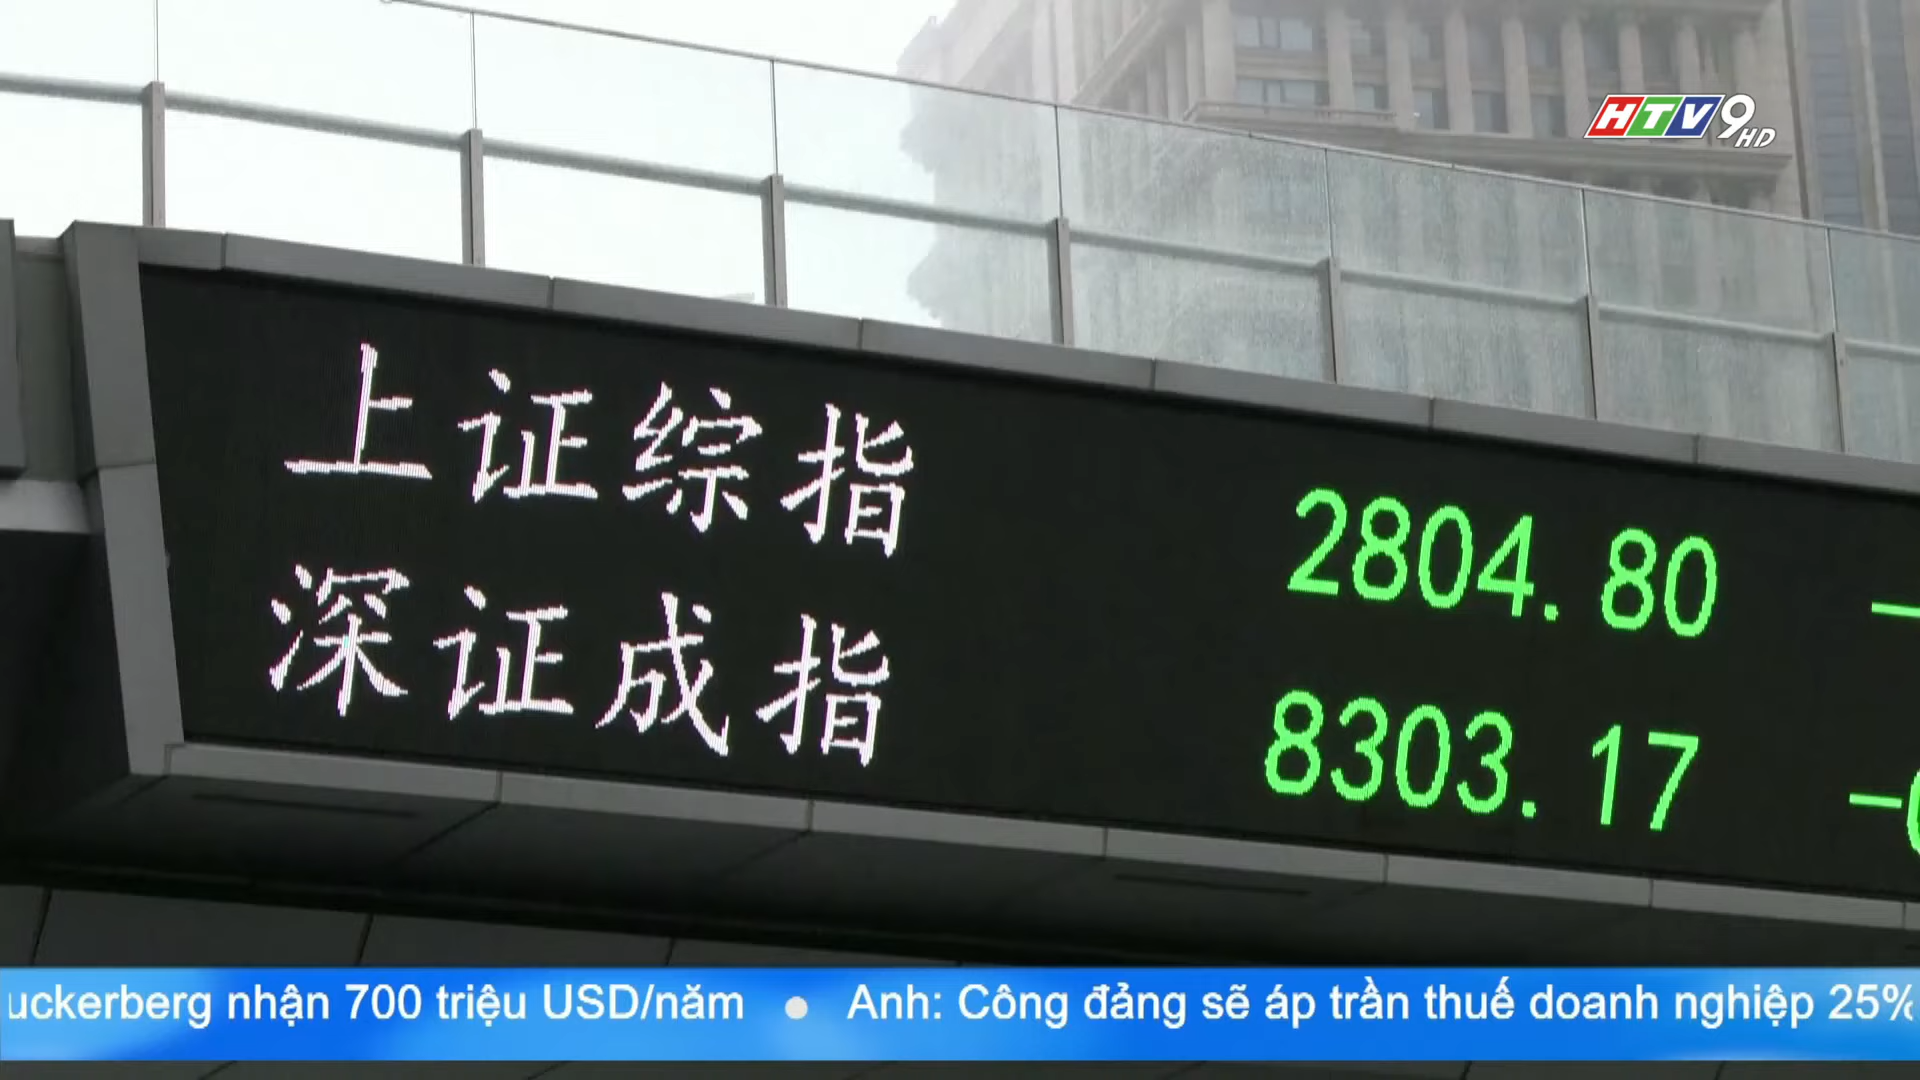 HTV9 HD
上证综指 2804.80 -
深证成指 8303.17 -
uckerberg nhận 700 triệu USD/năm • Anh: Công đảng sẽ áp trần thuế doanh nghiệp 25%